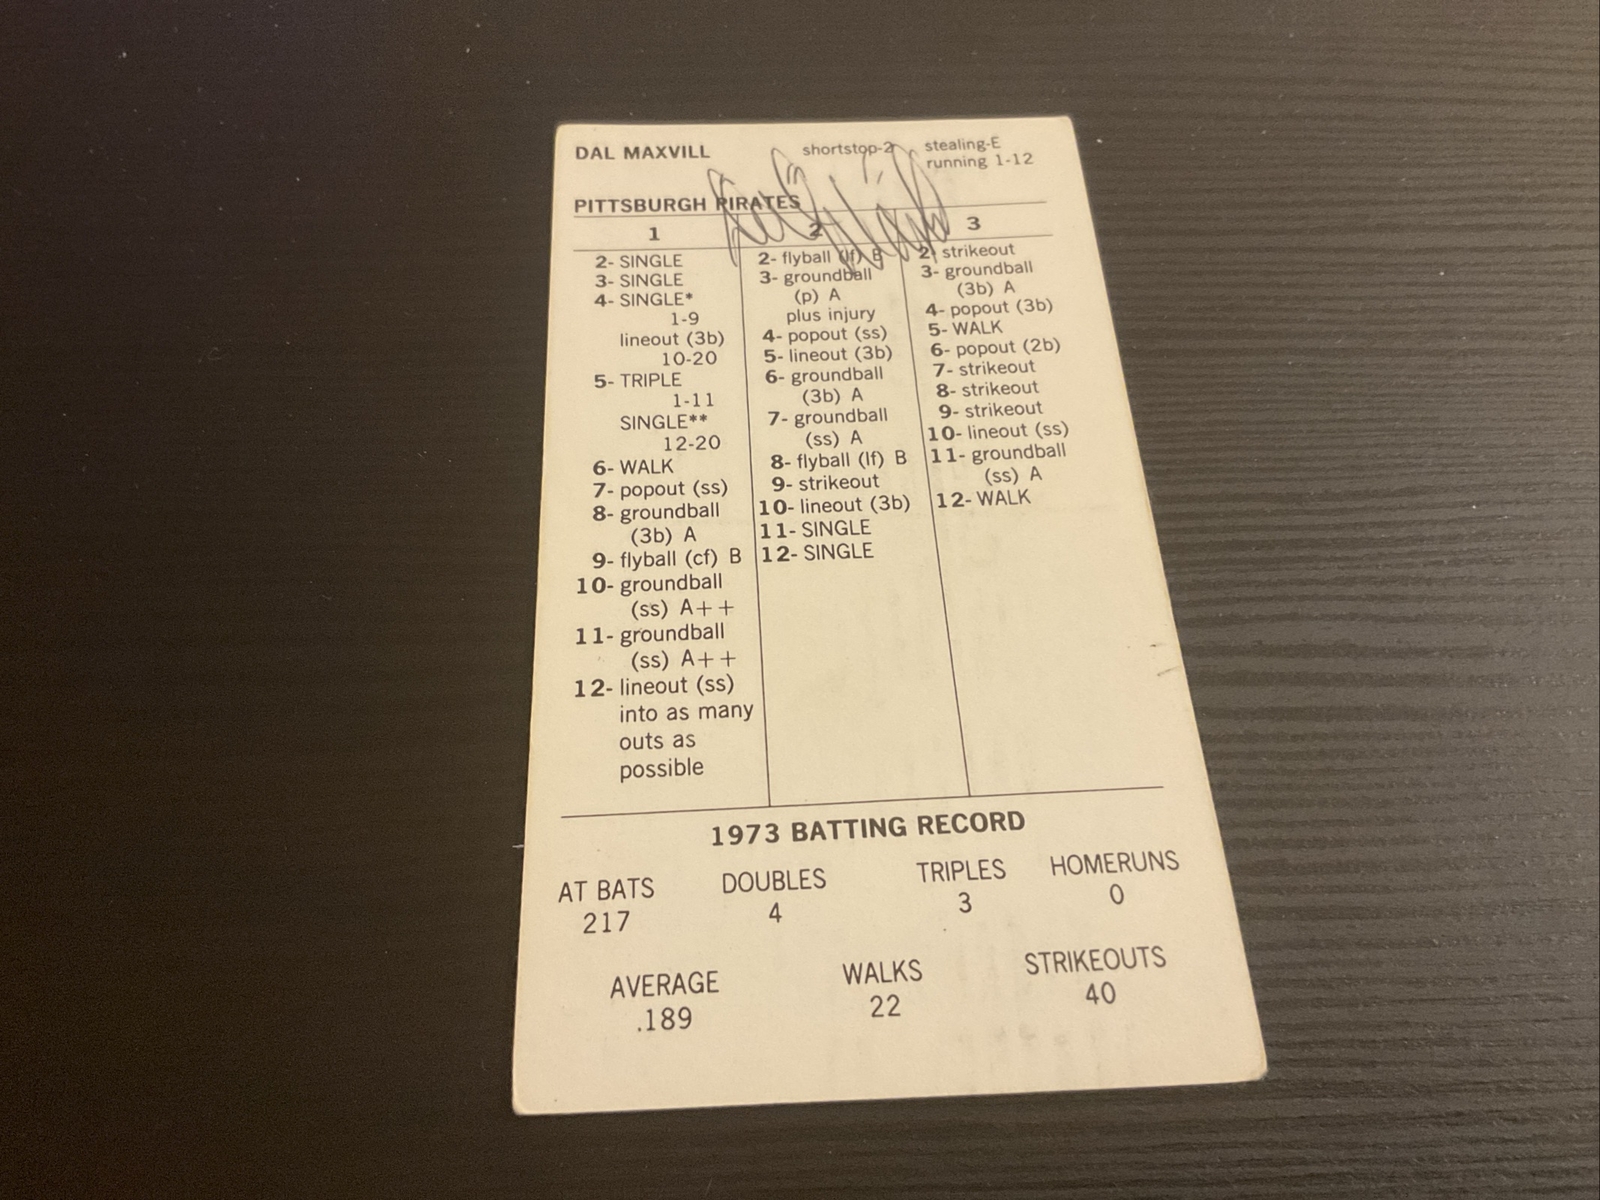 DAL MAXVILL shortstop-2 stealing-E
running 1-12
PITTSBURGH PIRATES
1
2- SINGLE
3- SINGLE
4- SINGLE*
1-9
lineout (3b)
10-20
5- TRIPLE
1-11
SINGLE**
12-20
6- WALK
7- popout (ss)
8- groundball
(3b) A
9- flyball (cf) B
10- groundball
(ss) A++
11- groundball
(ss) A++
12- lineout (ss)
into as many
outs as
possible
2
2- flyball (lf) B
3- groundball
(p) A
plus injury
4- popout (ss)
5- lineout (3b)
6- groundball
(3b) A
7- groundball
(ss) A
8- flyball (lf) B
9- strikeout
10- lineout (3b)
11- SINGLE
12- SINGLE
3
2- strikeout
3- groundball
(3b) A
4- popout (3b)
5- WALK
6- popout (2b)
7- strikeout
8- strikeout
9- strikeout
10- lineout (ss)
11- groundball
(ss) A
12- WALK
1973 BATTING RECORD
AT BATS DOUBLES TRIPLES HOMERUNS
217 4 3 0
AVERAGE WALKS STRIKEOUTS
.189 22 40